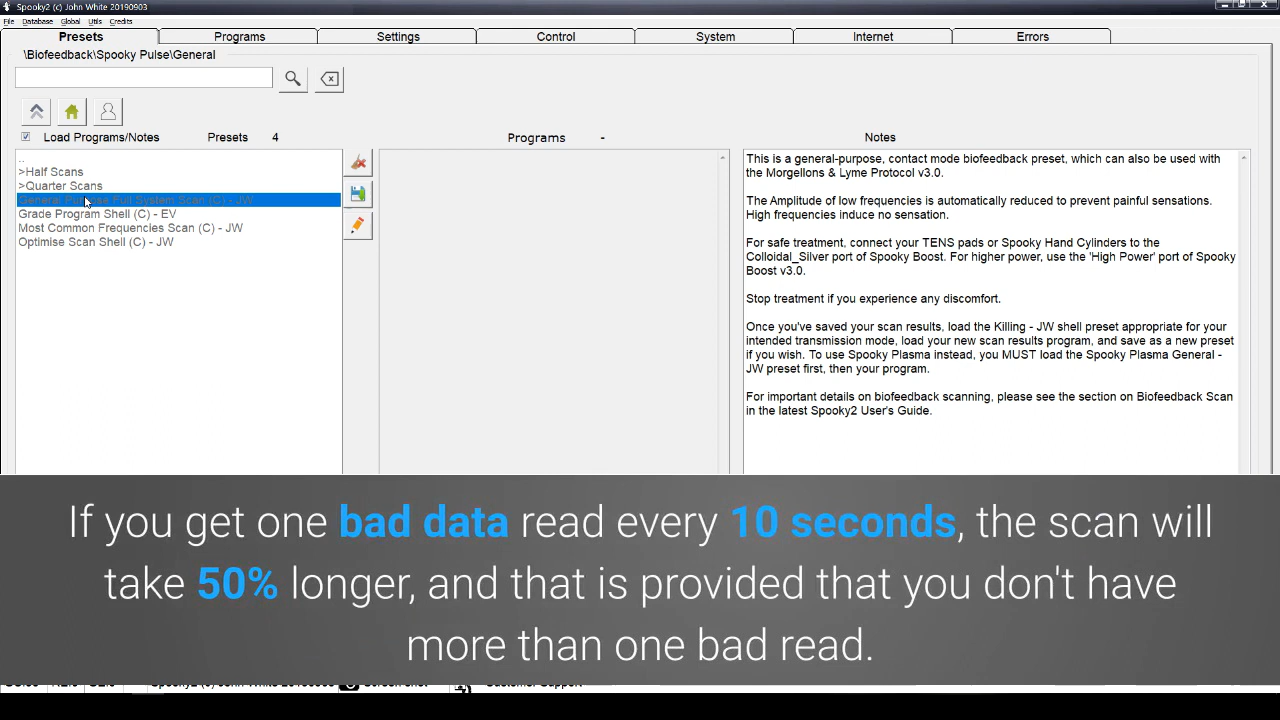 Spooky2 (c) John White 20190903
File Database Global Utils Credits
Presets Programs Settings Control System Internet Errors
\Biofeedback\Spooky Pulse\General
Load Programs/Notes Presets 4 Programs - Notes
..
>Half Scans
>Quarter Scans
General Purpose Full System Scan (C) - JW
Grade Program Shell (C) - EV
Most Common Frequencies Scan (C) - JW
Optimise Scan Shell (C) - JW
This is a general-purpose, contact mode biofeedback preset, which can also be used with
the Morgellons & Lyme Protocol v3.0.
The Amplitude of low frequencies is automatically reduced to prevent painful sensations.
High frequencies induce no sensation.
For safe treatment, connect your TENS pads or Spooky Hand Cylinders to the
Colloidal_Silver port of Spooky Boost. For higher power, use the 'High Power' port of Spooky
Boost v3.0.
Stop treatment if you experience any discomfort.
Once you've saved your scan results, load the Killing - JW shell preset appropriate for your
intended transmission mode, load your new scan results program, and save as a new preset
if you wish. To use Spooky Plasma instead, you MUST load the Spooky Plasma General -
JW preset first, then your program.
For important details on biofeedback scanning, please see the section on Biofeedback Scan
in the latest Spooky2 User's Guide.
If you get one bad data read every 10 seconds, the scan will
take 50% longer, and that is provided that you don't have
more than one bad read.